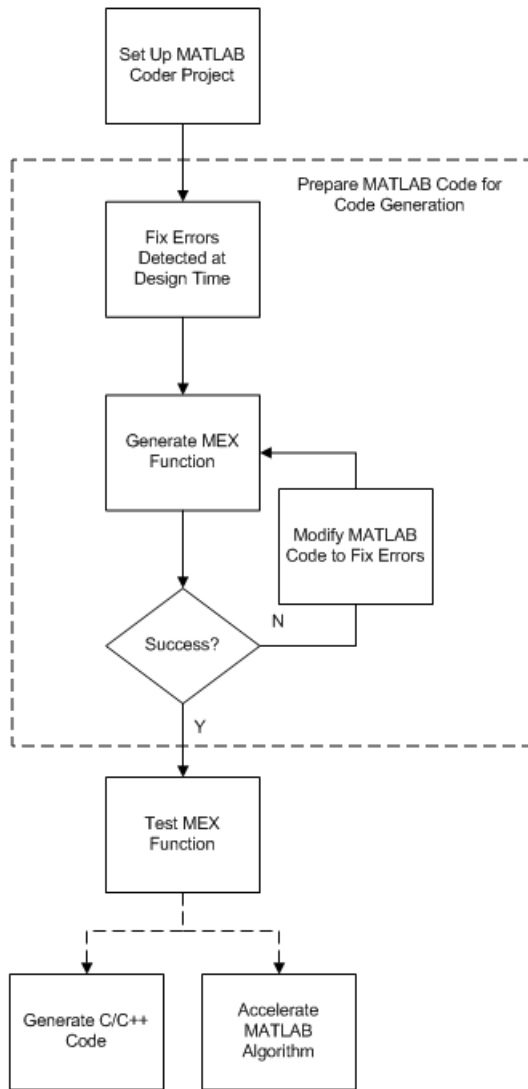 Set Up MATLAB
Coder Project
Prepare MATLAB Code for
Code Generation
Fix Errors
Detected at
Design Time
Generate MEX
Function
Modify MATLAB
Code to Fix Errors
Success?
N
Y
Test MEX
Function
Generate C/C++
Code
Accelerate
MATLAB
Algorithm